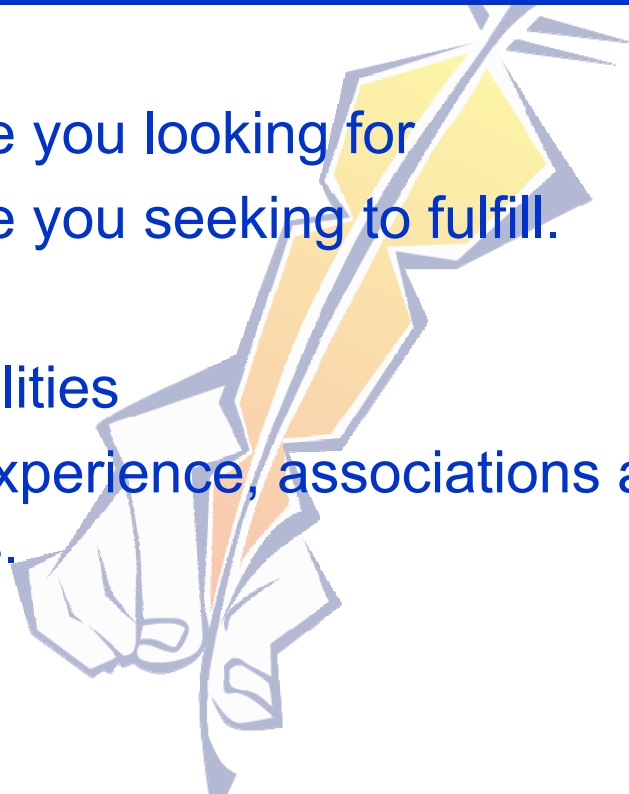 e you looking for
e you seeking to fulfill.
lities
xperience, associations a
.